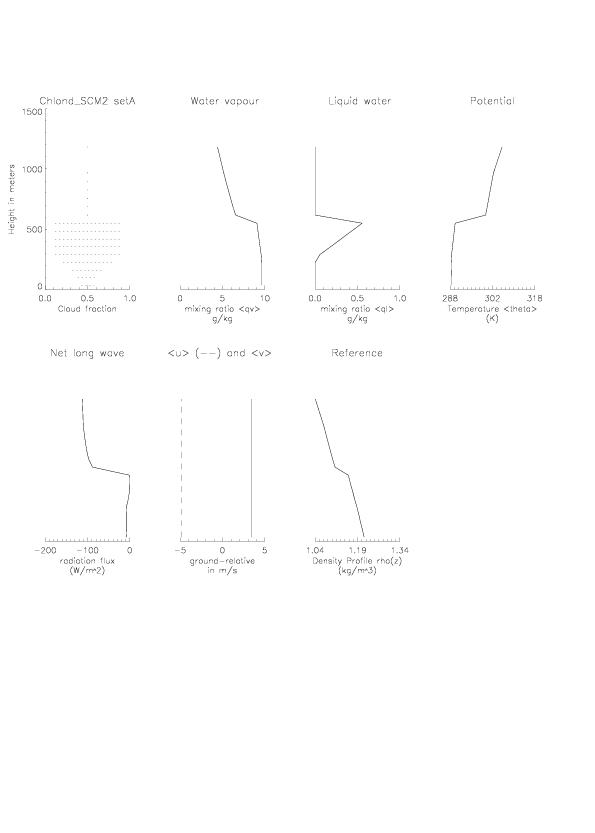 Chlond_SCM2 setA
Water vapour
Liquid water
Potential
1500
1000
500
0
Height in meters
0.0 0.5 1.0
Cloud fraction
0 5 10
mixing ratio <qv>
g/kg
0.0 0.5 1.0
mixing ratio <ql>
g/kg
288 302 318
Temperature <theta>
(K)
Net long wave
<u> (--) and <v>
Reference
-200 -100 0
radiation flux
(W/m^2)
-5 0 5
ground-relative
in m/s
1.04 1.19 1.34
Density Profile rho(z)
(kg/m^3)